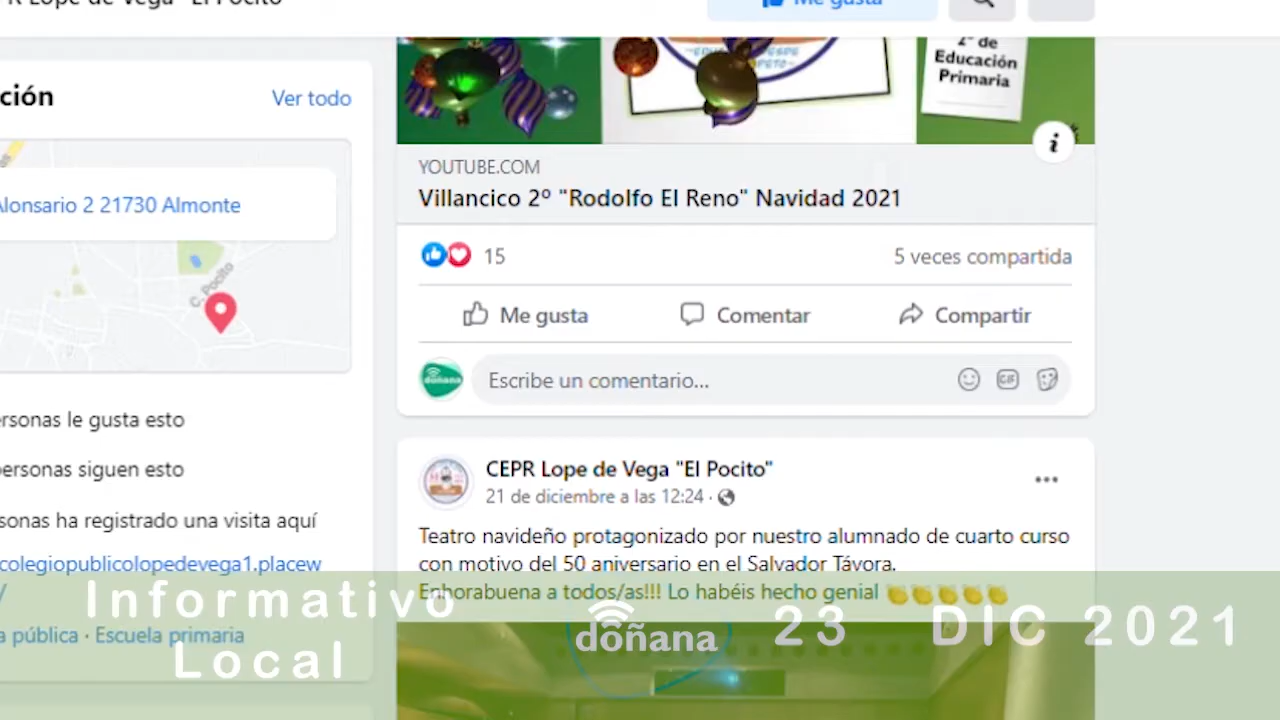 R Lope de Vega "El Pocito"
Me gusta
ción
Ver todo
Alonsario 2 21730 Almonte
C. Pocito
ersonas le gusta esto
personas siguen esto
sonas ha registrado una visita aquí
colegiopublicolopedevega1.placew
/
a pública · Escuela primaria
2º de
Educación
Primaria
YOUTUBE.COM
Villancico 2º "Rodolfo El Reno" Navidad 2021
15
5 veces compartida
Me gusta
Comentar
Compartir
doñana
Escribe un comentario...
GIF
CEPR Lope de Vega "El Pocito"
21 de diciembre a las 12:24 ·
Teatro navideño protagonizado por nuestro alumnado de cuarto curso
con motivo del 50 aniversario en el Salvador Távora.
Enhorabuena a todos/as!!! Lo habéis hecho genial 👏👏👏👏👏
Informativo
Local
doñana
23 DIC 2021